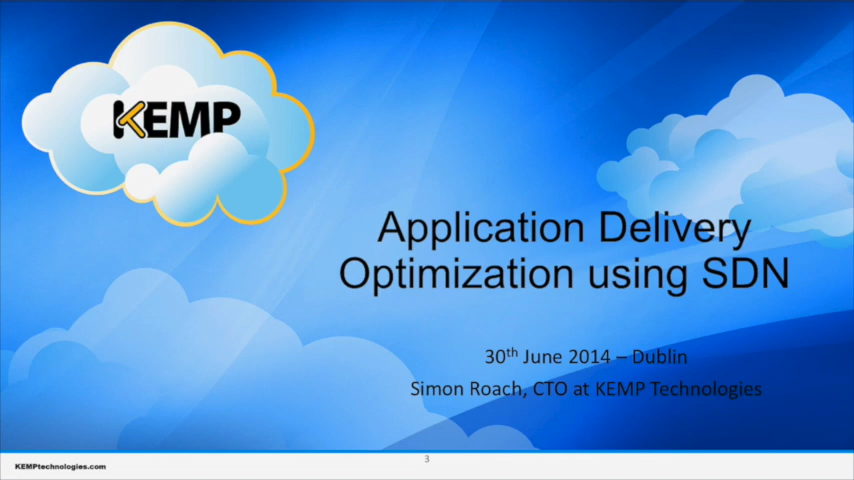 KEMP
Application Delivery
Optimization using SDN
30th June 2014 – Dublin
Simon Roach, CTO at KEMP Technologies
KEMPtechnologies.com
3